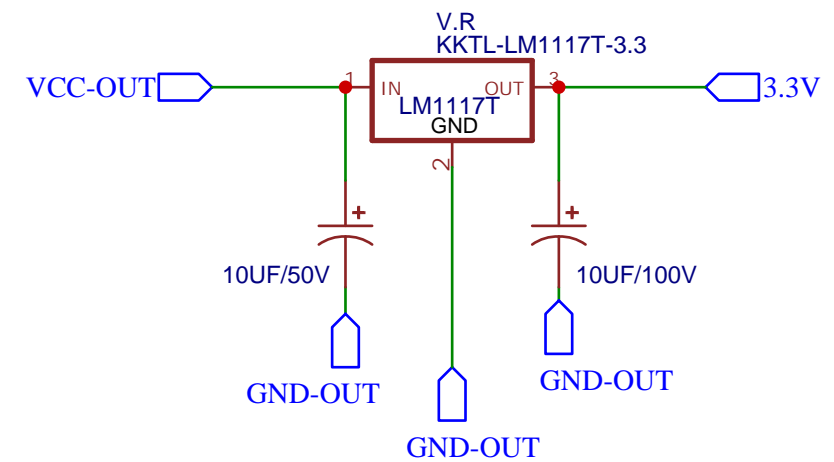 V.R
KKTL-LM1117T-3.3
VCC-OUT
1
IN
OUT
3
3.3V
LM1117T
GND
2
+
+
10UF/50V
10UF/100V
GND-OUT
GND-OUT
GND-OUT